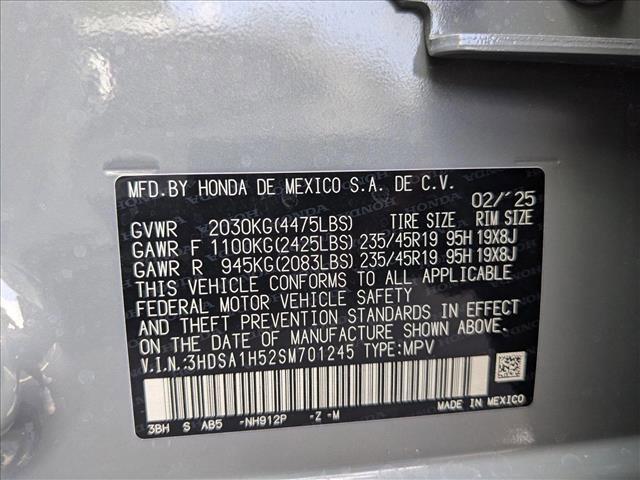 MFD.BY HONDA DE MEXICO S.A. DE C.V.
02/'25
GVWR 2030KG(4475LBS) TIRE SIZE RIM SIZE
GAWR F 1100KG(2425LBS) 235/45R19 95H 19X8J
GAWR R 945KG(2083LBS) 235/45R19 95H 19X8J
THIS VEHICLE CONFORMS TO ALL APPLICABLE
FEDERAL MOTOR VEHICLE SAFETY
AND THEFT PREVENTION STANDARDS IN EFFECT
ON THE DATE OF MANUFACTURE SHOWN ABOVE.
V.I.N.:3HDSA1H52SM701245 TYPE:MPV
3BH S AB5 -NH912P -Z -M
MADE IN MEXICO